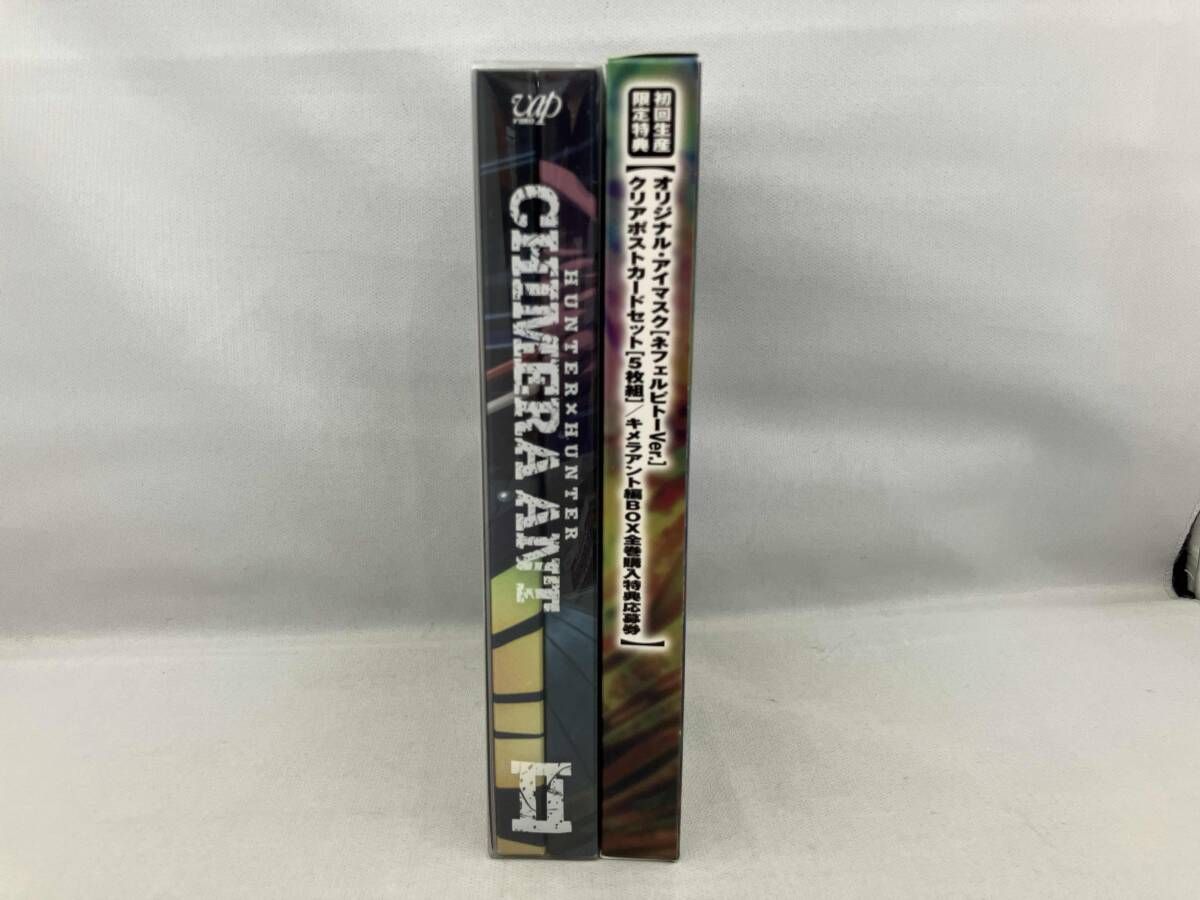 vap
VIDEO
HUNTER×HUNTER
CHIMERA ANT
初回生産
限定特典
【オリジナル・アイマスク[ネフェルピトーVer.]
クリアポストカードセット[5枚組]／キメラアント編BOX全巻購入特典応募券】